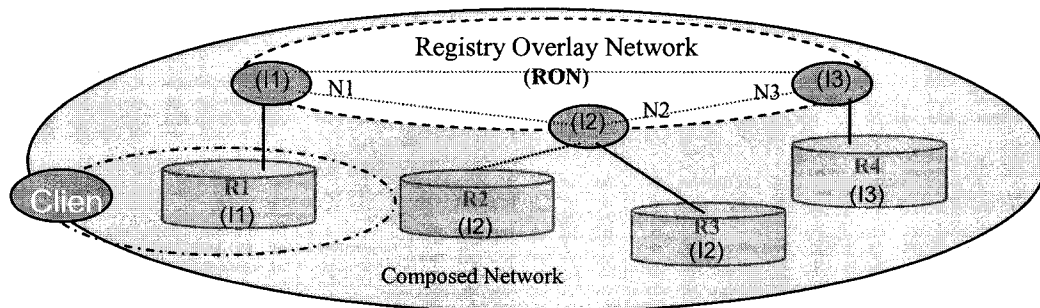 Registry Overlay Network
(RON)
(I1)
(I3)
N1
N3
N2
(I2)
R1
(I1)
R2
(I2)
R3
(I2)
R4
(I3)
Clien
Composed Network